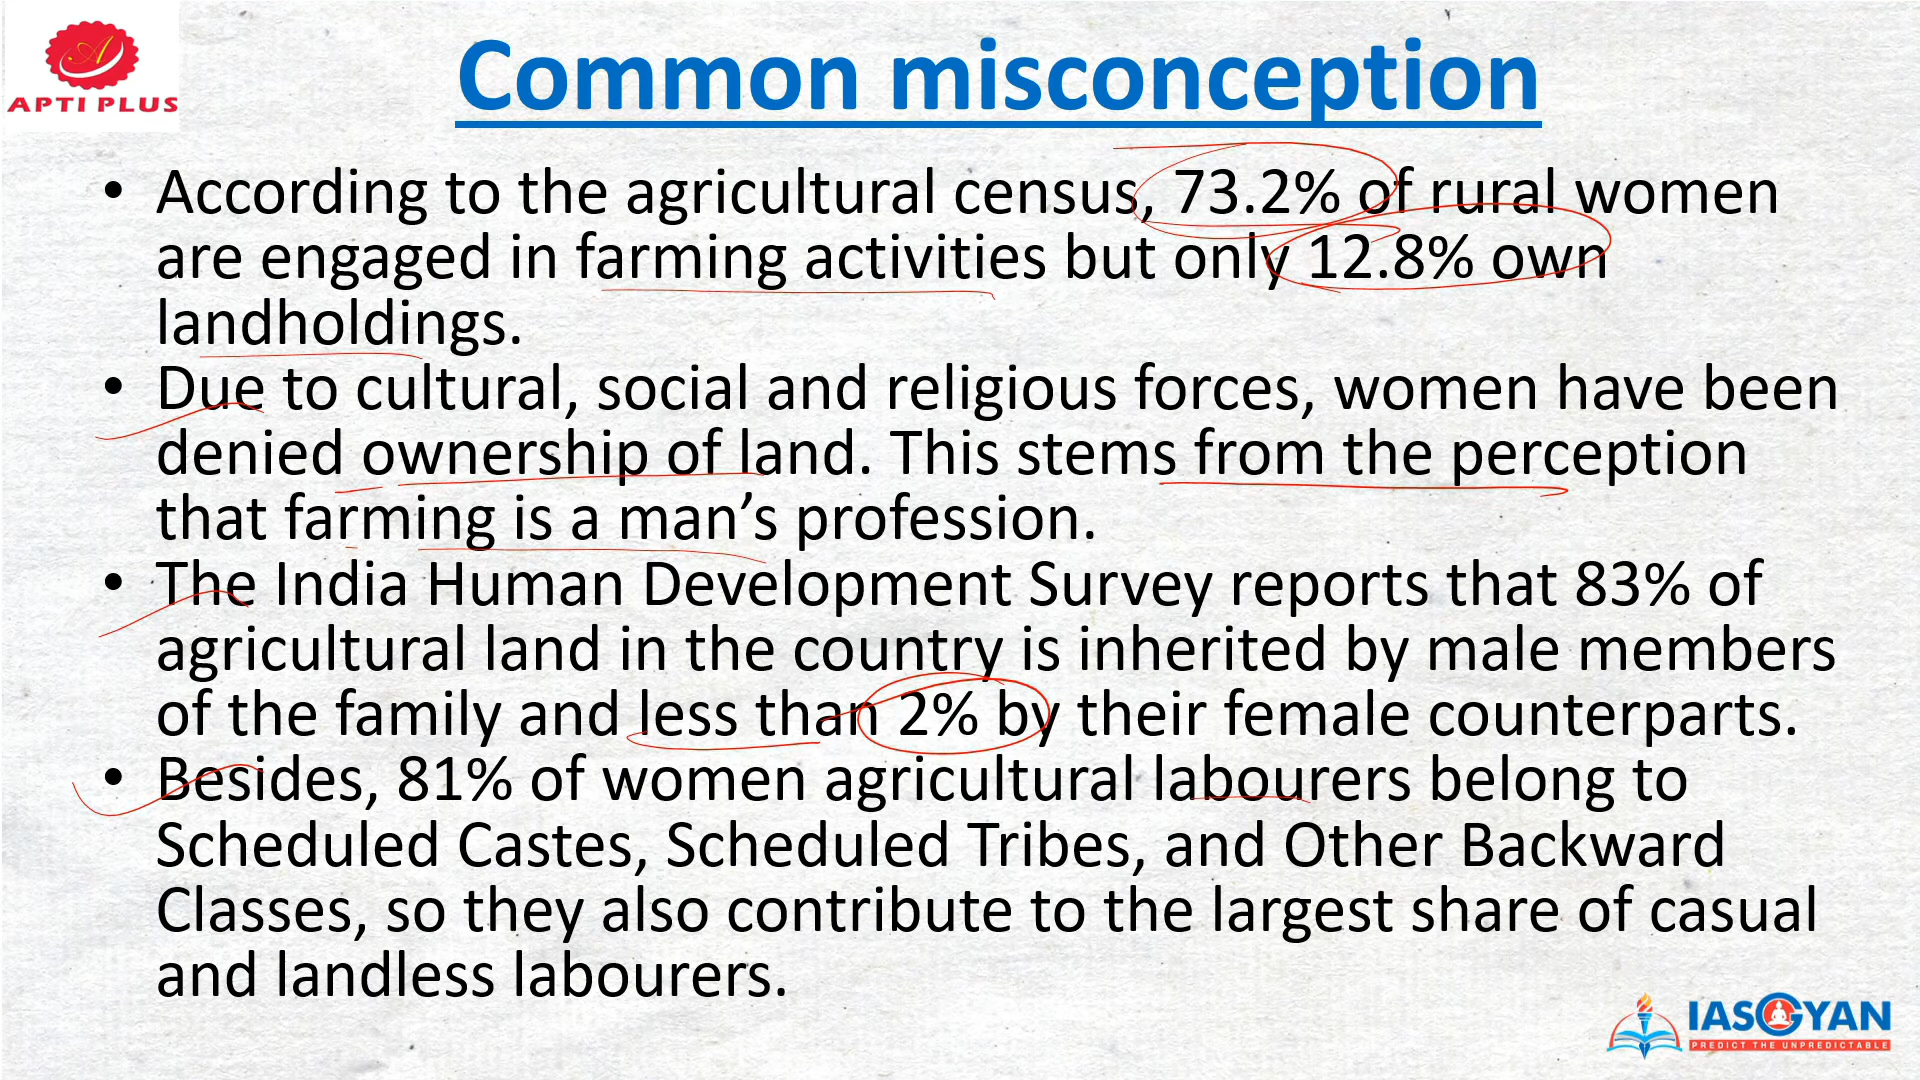 APTI PLUS
Common misconception
• According to the agricultural census, 73.2% of rural women
are engaged in farming activities but only 12.8% own
landholdings.
• Due to cultural, social and religious forces, women have been
denied ownership of land. This stems from the perception
that farming is a man’s profession.
• The India Human Development Survey reports that 83% of
agricultural land in the country is inherited by male members
of the family and less than 2% by their female counterparts.
• Besides, 81% of women agricultural labourers belong to
Scheduled Castes, Scheduled Tribes, and Other Backward
Classes, so they also contribute to the largest share of casual
and landless labourers.
IASGYAN
PREDICT THE UNPREDICTABLE